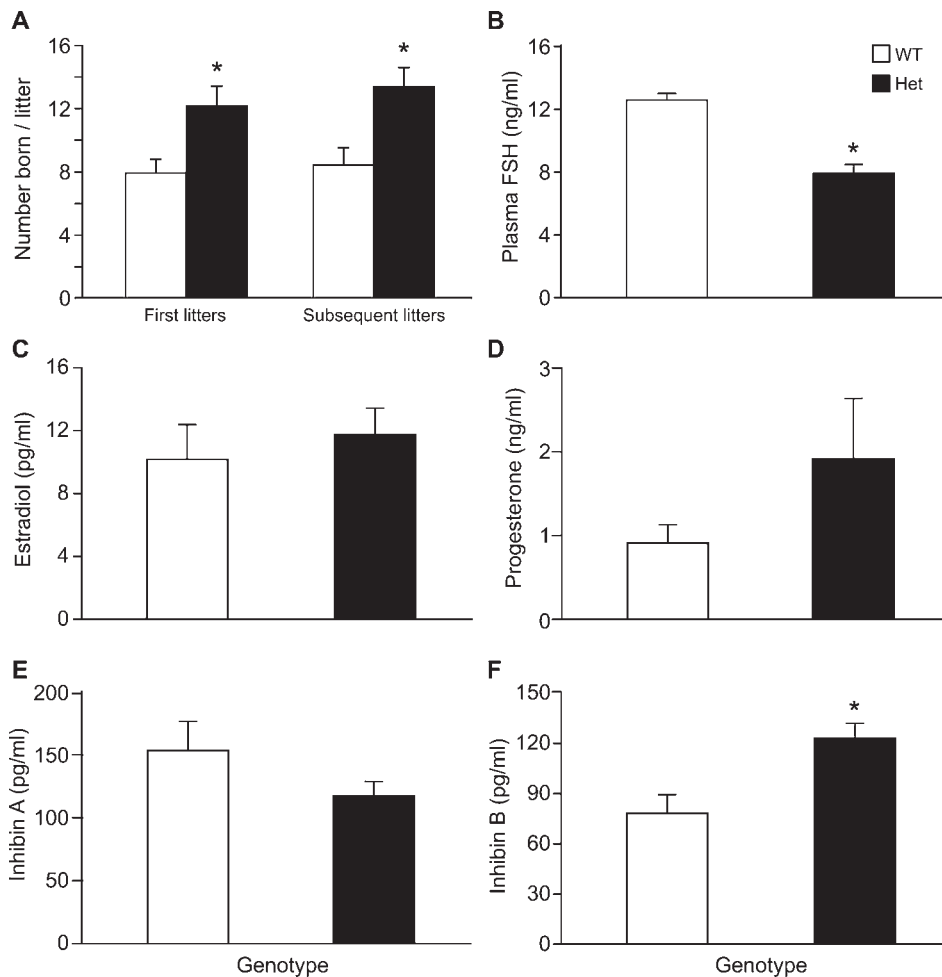 A
Number born / litter
16
12
8
4
0
*
*
First litters
Subsequent litters
B
Plasma FSH (ng/ml)
16
12
8
4
0
*
WT
Het
C
Estradiol (pg/ml)
16
12
8
4
0
D
Progesterone (ng/ml)
3
2
1
0
E
Inhibin A (pg/ml)
200
150
100
50
0
Genotype
F
Inhibin B (pg/ml)
150
120
90
60
30
0
*
Genotype